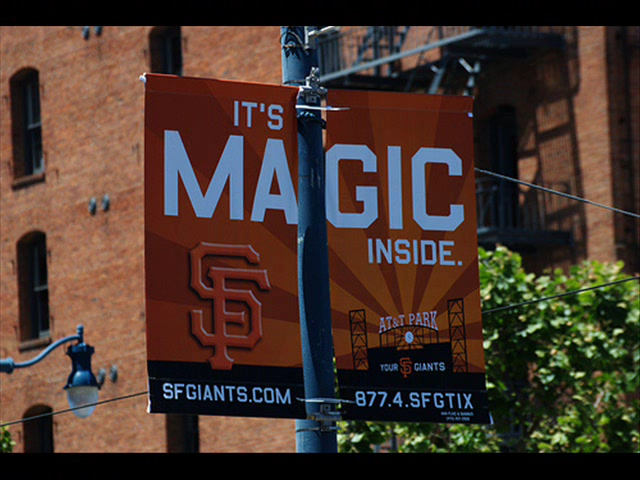 IT'S
MAGIC
INSIDE.
SF
AT&T PARK
YOUR SF GIANTS
SFGIANTS.COM
877.4.SFGTIX